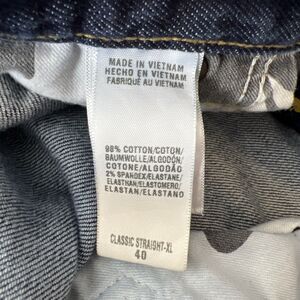 MADE IN VIETNAM
HECHO EN VIETNAM
FABRIQUÉ AU VIETNAM
98% COTTON/COTON/
BAUMWOLLE/ALGODÓN/
COTONE/ALGODÃO
2% SPANDEX/ELASTANE/
ELASTHAN/ELASTOMERO/
ELASTAN/ELASTANO
CLASSIC STRAIGHT-XL
40